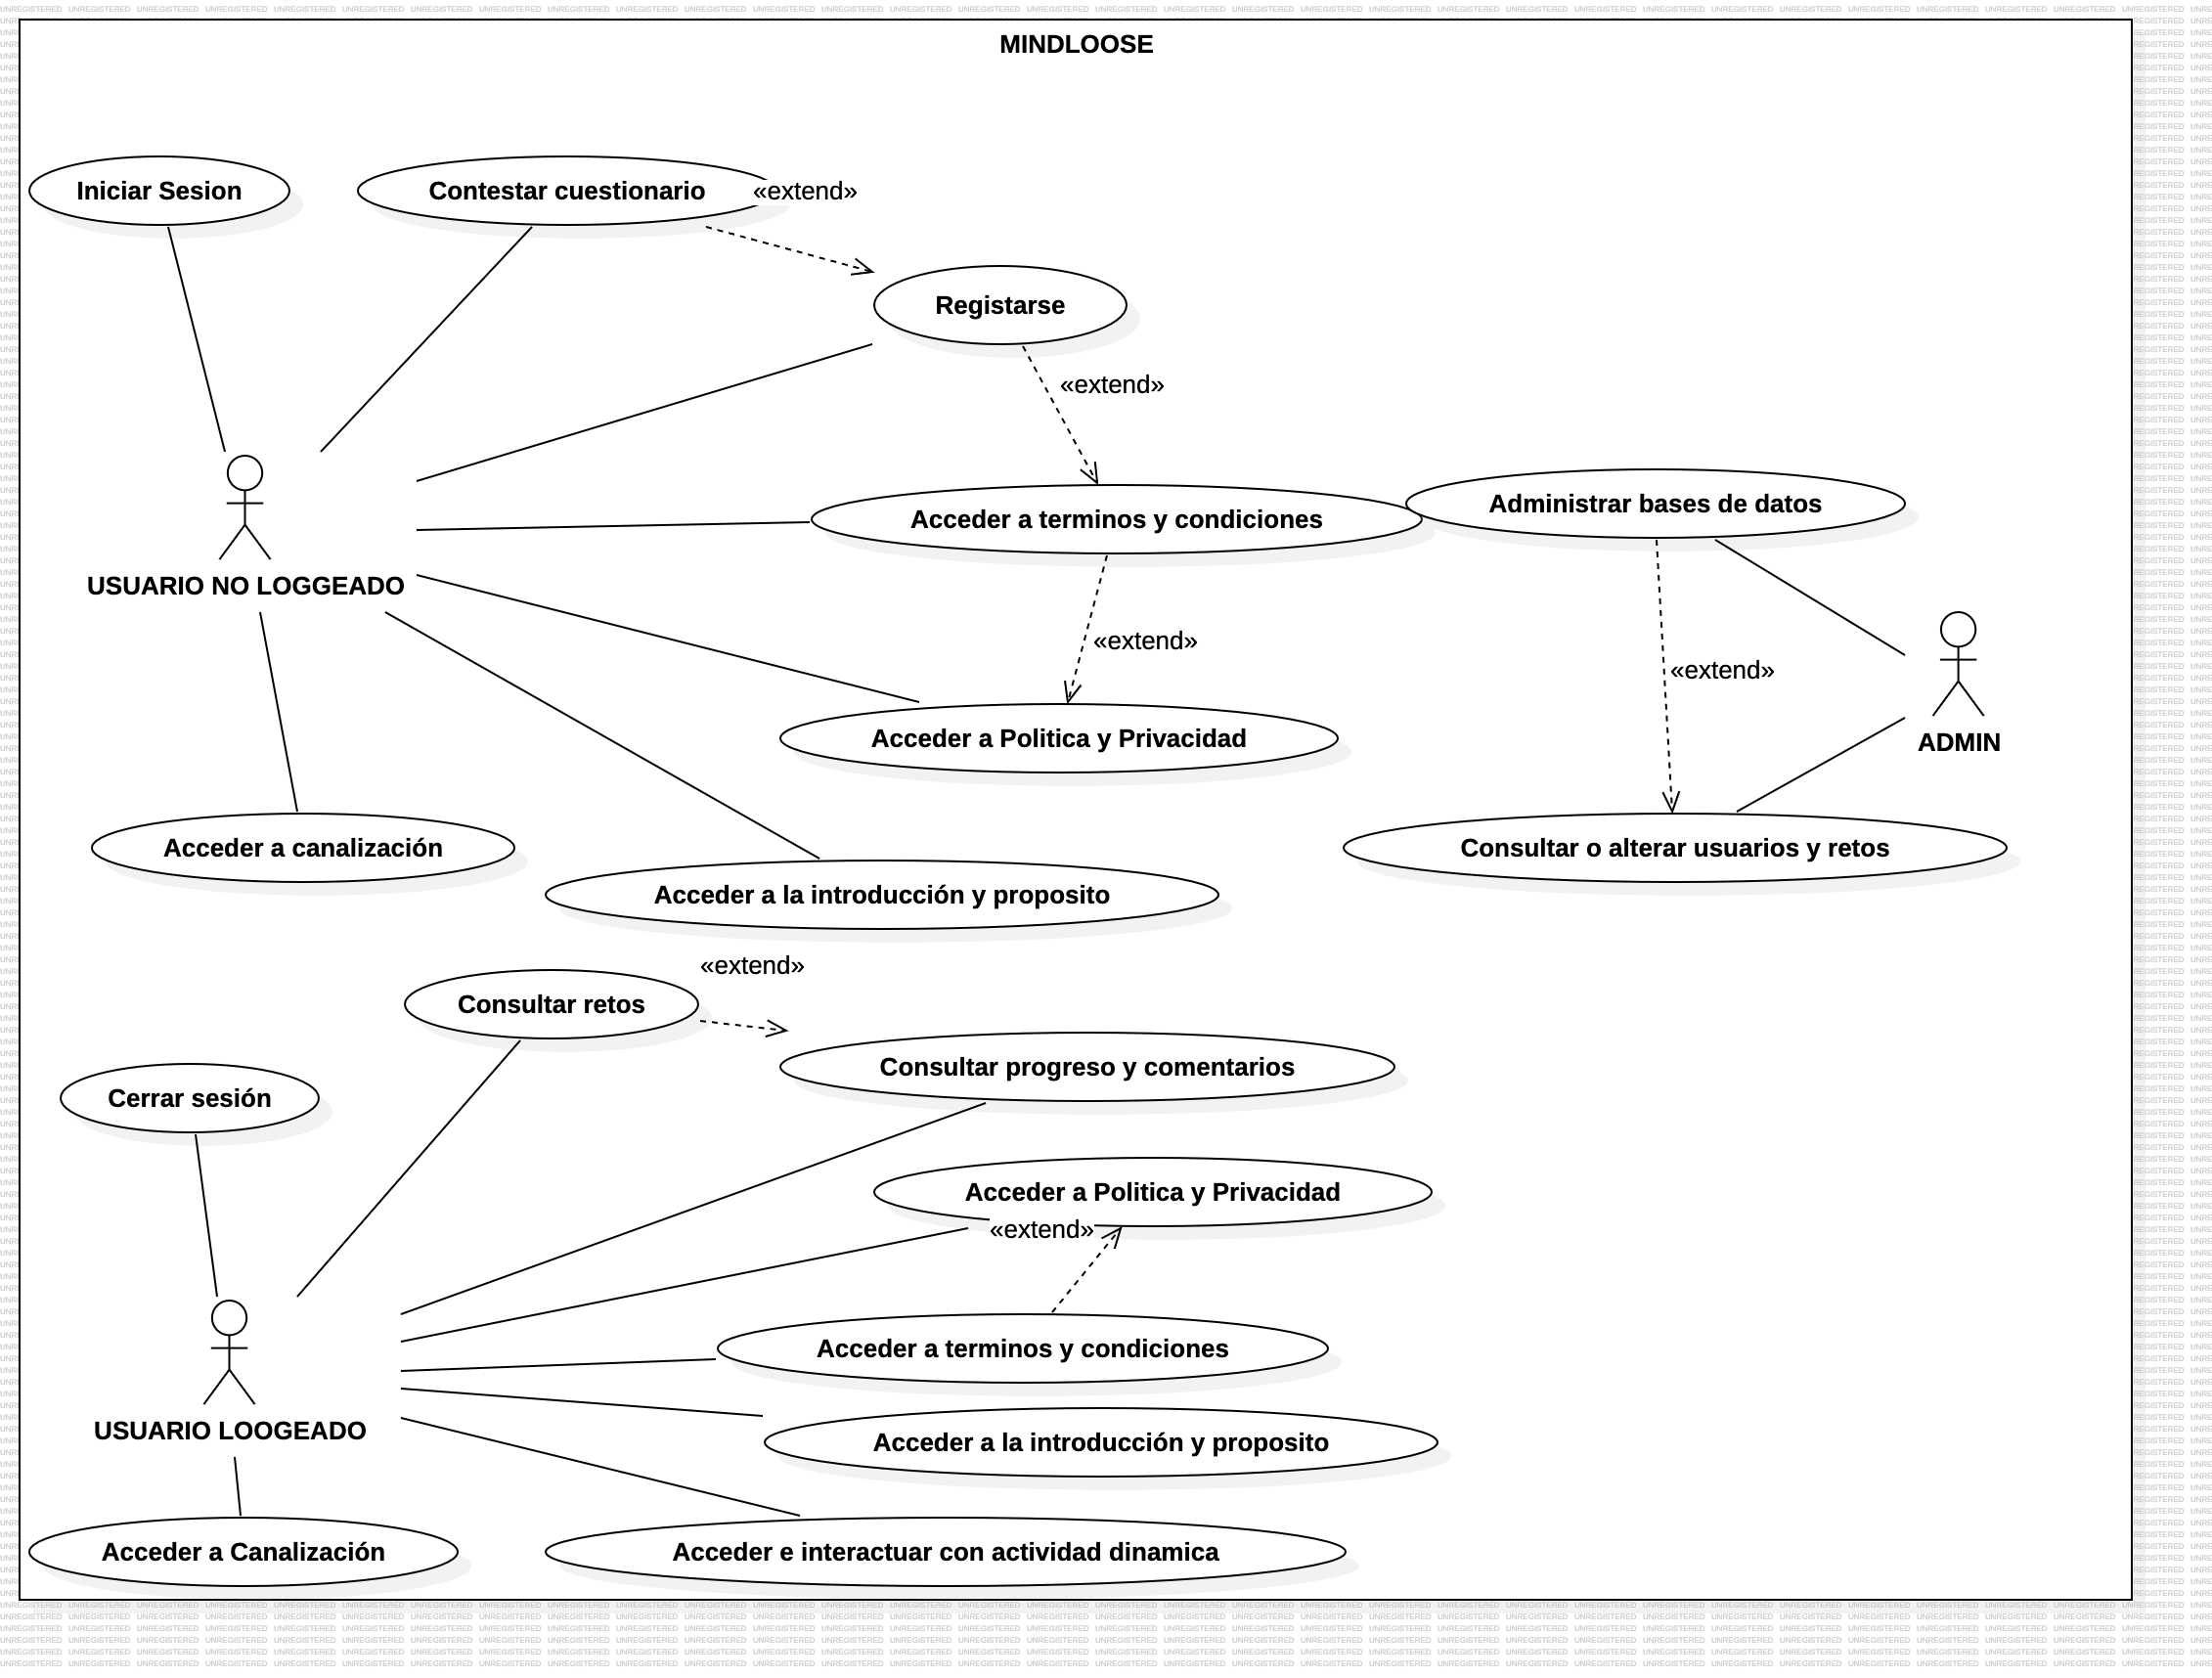 MINDLOOSE
Iniciar Sesion
Contestar cuestionario
«extend»
Registarse
«extend»
Acceder a terminos y condiciones
Administrar bases de datos
USUARIO NO LOGGEADO
«extend»
«extend»
Acceder a Politica y Privacidad
ADMIN
Acceder a canalización
Consultar o alterar usuarios y retos
Acceder a la introducción y proposito
«extend»
Consultar retos
Consultar progreso y comentarios
Cerrar sesión
Acceder a Politica y Privacidad
«extend»
Acceder a terminos y condiciones
USUARIO LOOGEADO
Acceder a la introducción y proposito
Acceder a Canalización
Acceder e interactuar con actividad dinamica
UNREGISTERED